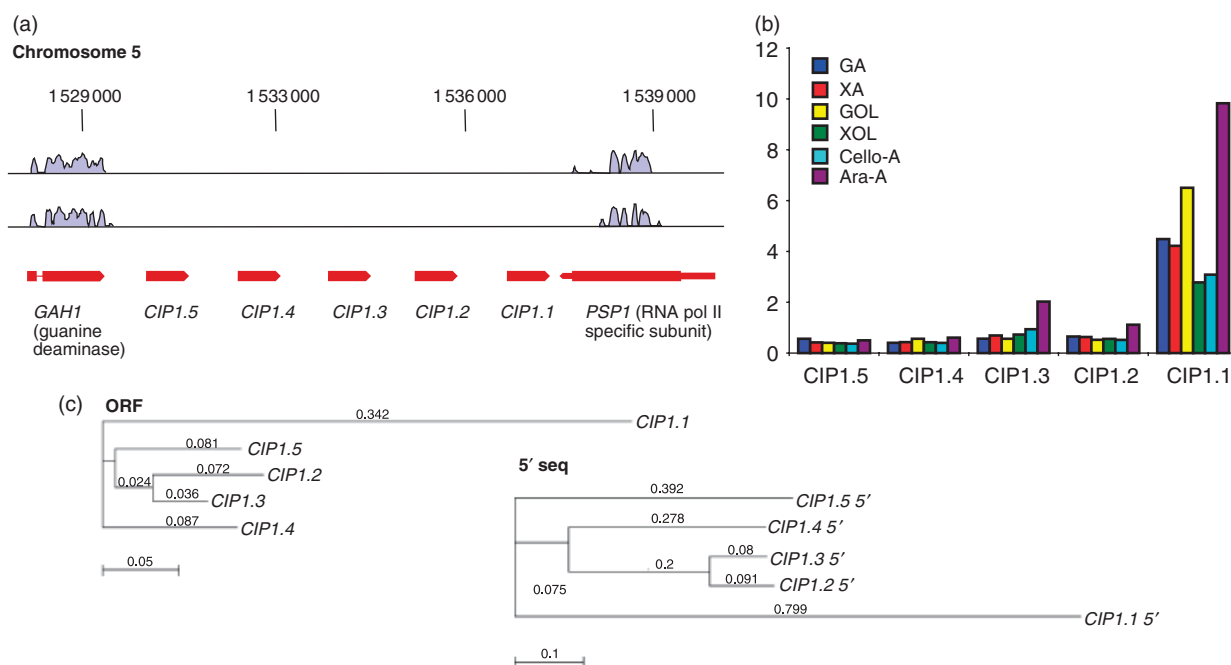 (a)
Chromosome 5
1 529 000 1 533 000 1 536 000 1 539 000
GAH1 (guanine deaminase)
CIP1.5
CIP1.4
CIP1.3
CIP1.2
CIP1.1
PSP1 (RNA pol II specific subunit)
(b)
12
10
8
6
4
2
0
GA
XA
GOL
XOL
Cello-A
Ara-A
CIP1.5 CIP1.4 CIP1.3 CIP1.2 CIP1.1
(c)
ORF
0.342 CIP1.1
0.081 CIP1.5
0.072 CIP1.2
0.024
0.036 CIP1.3
0.087 CIP1.4
0.05
5′ seq
0.392 CIP1.5 5′
0.278 CIP1.4 5′
0.08 CIP1.3 5′
0.2
0.091 CIP1.2 5′
0.075
0.799 CIP1.1 5′
0.1